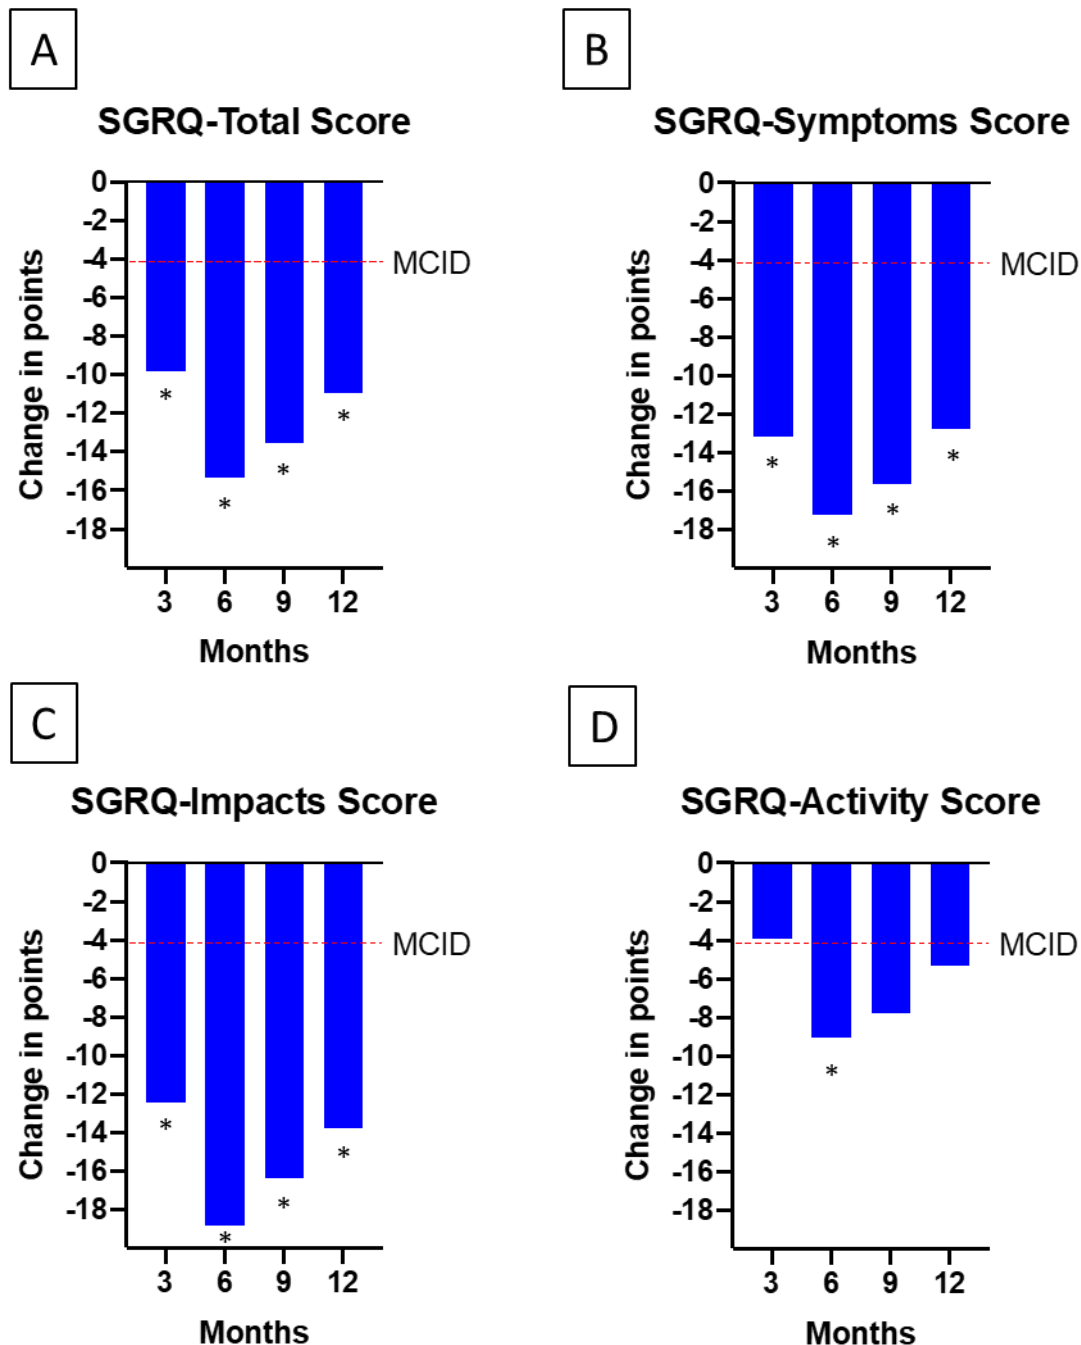 A
SGRQ-Total Score
Change in points
0
-2
-4
-6
-8
-10
-12
-14
-16
-18
MCID
*
*
*
*
3 6 9 12
Months
B
SGRQ-Symptoms Score
Change in points
0
-2
-4
-6
-8
-10
-12
-14
-16
-18
MCID
*
*
*
*
3 6 9 12
Months
C
SGRQ-Impacts Score
Change in points
0
-2
-4
-6
-8
-10
-12
-14
-16
-18
MCID
*
*
*
*
3 6 9 12
Months
D
SGRQ-Activity Score
Change in points
0
-2
-4
-6
-8
-10
-12
-14
-16
-18
MCID
*
3 6 9 12
Months